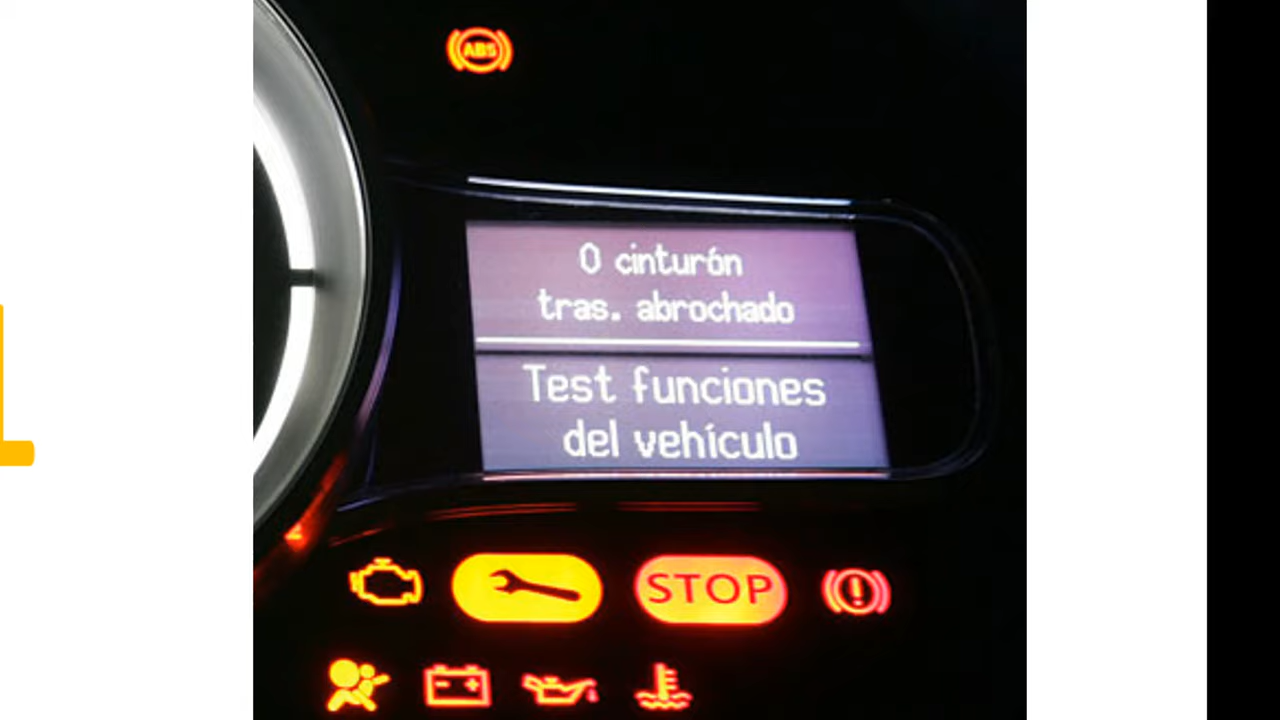 ABS
0 cinturón
tras. abrochado
Test funciones
del vehículo
STOP